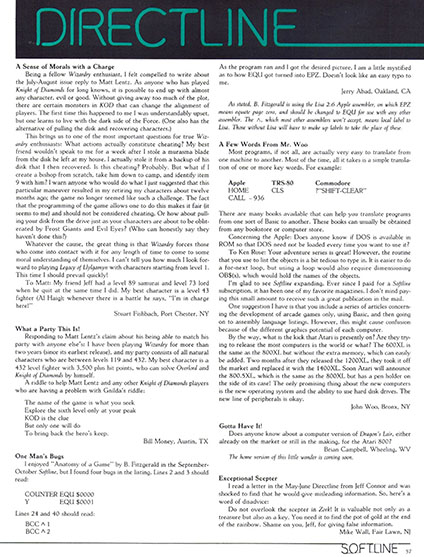 DIRECTLINE
A Sense of Morals with a Charge
Being a fellow Wizardry enthusiast, I felt compelled to write about
the July-August issue reply to Matt Lentz. As anyone who has played
Knight of Diamonds for long knows, it is possible to end up with almost
any character, evil or good. Without giving away too much of the plot,
there are certain monsters in KOD that can change the alignment of
players. The first time this happened to me I was understandably upset,
but one learns to live with the dark side of the Force. (One also has the
alternative of pulling the disk and recovering characters.)
This brings us to one of the most important questions for true Wiz-
ardry enthusiasts: What actions actually constitute cheating? My best
friend wouldn't speak to me for a week after I stole a muramsa blade
from the disk he left at my house. I actually stole it from a backup of his
disk that I then recovered. Is this cheating? Probably. But what if I
create a bishop from scratch, take him down to camp, and identify item
9 with him? I warn anyone who would do what I just suggested that this
particular maneuver resulted in my retiring my characters about twelve
months ago; the game no longer seemed like such a challenge. The fact
that the programming of the game allows one to do this makes it fair (it
seems to me) and should not be considered cheating. Or how about pull-
ing your disk from the drive just as your characters are about to be oblit-
erated by Frost Giants and Evil Eyes? (Who can honestly say they
haven't done this?)
Whatever the cause, the great thing is that Wizardry forces those
who come into contact with it for any length of time to come to some
moral understanding of themselves. I can't tell you how much I look for-
ward to playing Legacy of Llylgamyn with characters starting from level 1.
This time I should prevail quickly!
To Matt: My friend Jeff had a level 89 samurai and level 73 lord
when he quit at the same time I did. My best character is a level 43
fighter (Al Haig); whenever there is a battle he says, "I'm in charge
here!"
Stuart Feihbach, Port Chester, NY
What a Party This Is!
Responding to Matt Lentz's claim about his being able to match his
party with anyone else's: I have been playing Wizardry for more than
two years (since its earliest release), and my party consists of all natural
characters who are between levels 119 and 432. My best character is a
432 level fighter with 3,500 plus hit points, who can solve Overlord and
Knight of Diamonds by himself.
A riddle to help Matt Lentz and any other Knight of Diamonds players
who are having a problem with Gnilda's riddle:
The name of the game is what you seek
Explore the sixth level only at your peak
KOD is the clue
But only one will do
To bring back the hero's keep.
Bill Money, Austin, TX
One Man's Bugs
I enjoyed "Anatomy of a Game" by B. Fitzgerald in the September-
October Softline, but I found four bugs in the listing. Lines 2 and 3 should
read:
COUNTER EQU $0000
Y EQU $0001
Lines 24 and 40 should read:
BCC ^ 1
BCC ^ 2
As the program ran and I got the desired picture, I am a little mystified
as to how EQU got turned into EPZ. Doesn't look like an easy typo to
me.
Jerry Abad, Oakland, CA
As stated, B. Fitzgerald is using the Lisa 2.6 Apple assembler, on which EPZ
means equate page zero, and should be changed to EQU for use with any other
assembler. The ^, which most other assemblers won't accept, means local label to
Lisa. Those without Lisa will have to make up labels to take the place of these.
A Few Words From Mr. Woo
Most programs, if not all, are actually very easy to translate from
one machine to another. Most of the time, all it takes is a simple transla-
tion of one or more key words. For example:
Apple TRS-80 Commodore
HOME CLS ?"SHIFT-CLEAR"
CALL - 936
There are many books available that can help you translate programs
from one sort of Basic to another. These books can usually be obtained
from any bookstore or computer store.
Concerning the Apple: Does anyone know if DOS is available in
ROM so that DOS need not be loaded every time you want to use it?
To Ken Rose: Your adventure series is great! However, the routine
that you use to list the objects is a bit tedious to type in. It is easier to do
a for-next loop, but using a loop would also require dimensioning
OB$(x), which would hold the names of the objects.
I'm glad to see Softline expanding. Ever since I paid for a Softline
subscription, it has been one of my favorite magazines. I don't mind pay-
ing this small amount to receive such a great publication in the mail.
One suggestion I have is that you include a series of articles concern-
ing the development of arcade games only, using Basic, and then going
on to assembly language listings. However, this might cause confusion
because of the different graphics potential of each computer.
By the way, what is the kick that Atari is presently on? Are they try-
ing to release the most computers in the world or what? The 600XL is
the same as the 800XL but without the extra memory, which can easily
be added. Two months after they released the 1200XL, they took it off
the market and replaced it with the 1400XL. Soon Atari will announce
the 800.5XL, which is the same as the 800XL but has a pen holder on
the side of its case! The only promising thing about the new computers
is the new operating system and the ability to use hard disk drives. The
new line of peripherals is okay.
John Woo, Bronx, NY
Gotta Have It!
Does anyone know about a computer version of Dragon's Lair, either
already on the market or still in the making, for the Atari 800?
Brian Campbell, Wheeling, WV
The home version of this little wonder is coming soon.
Exceptional Scepter
I read a letter in the May-June Directline from Jeff Connor and was
shocked to find that he would give misleading information. So, here's a
word of doadvice:
Do not overlook the scepter in Zork! It is valuable not only as a
treasure but also as a key. You need it to find the pot of gold at the end
of the rainbow. Shame on you, Jeff, for giving false information.
Mike Wall, Fair Lawn, NJ
SOFTLINE 57